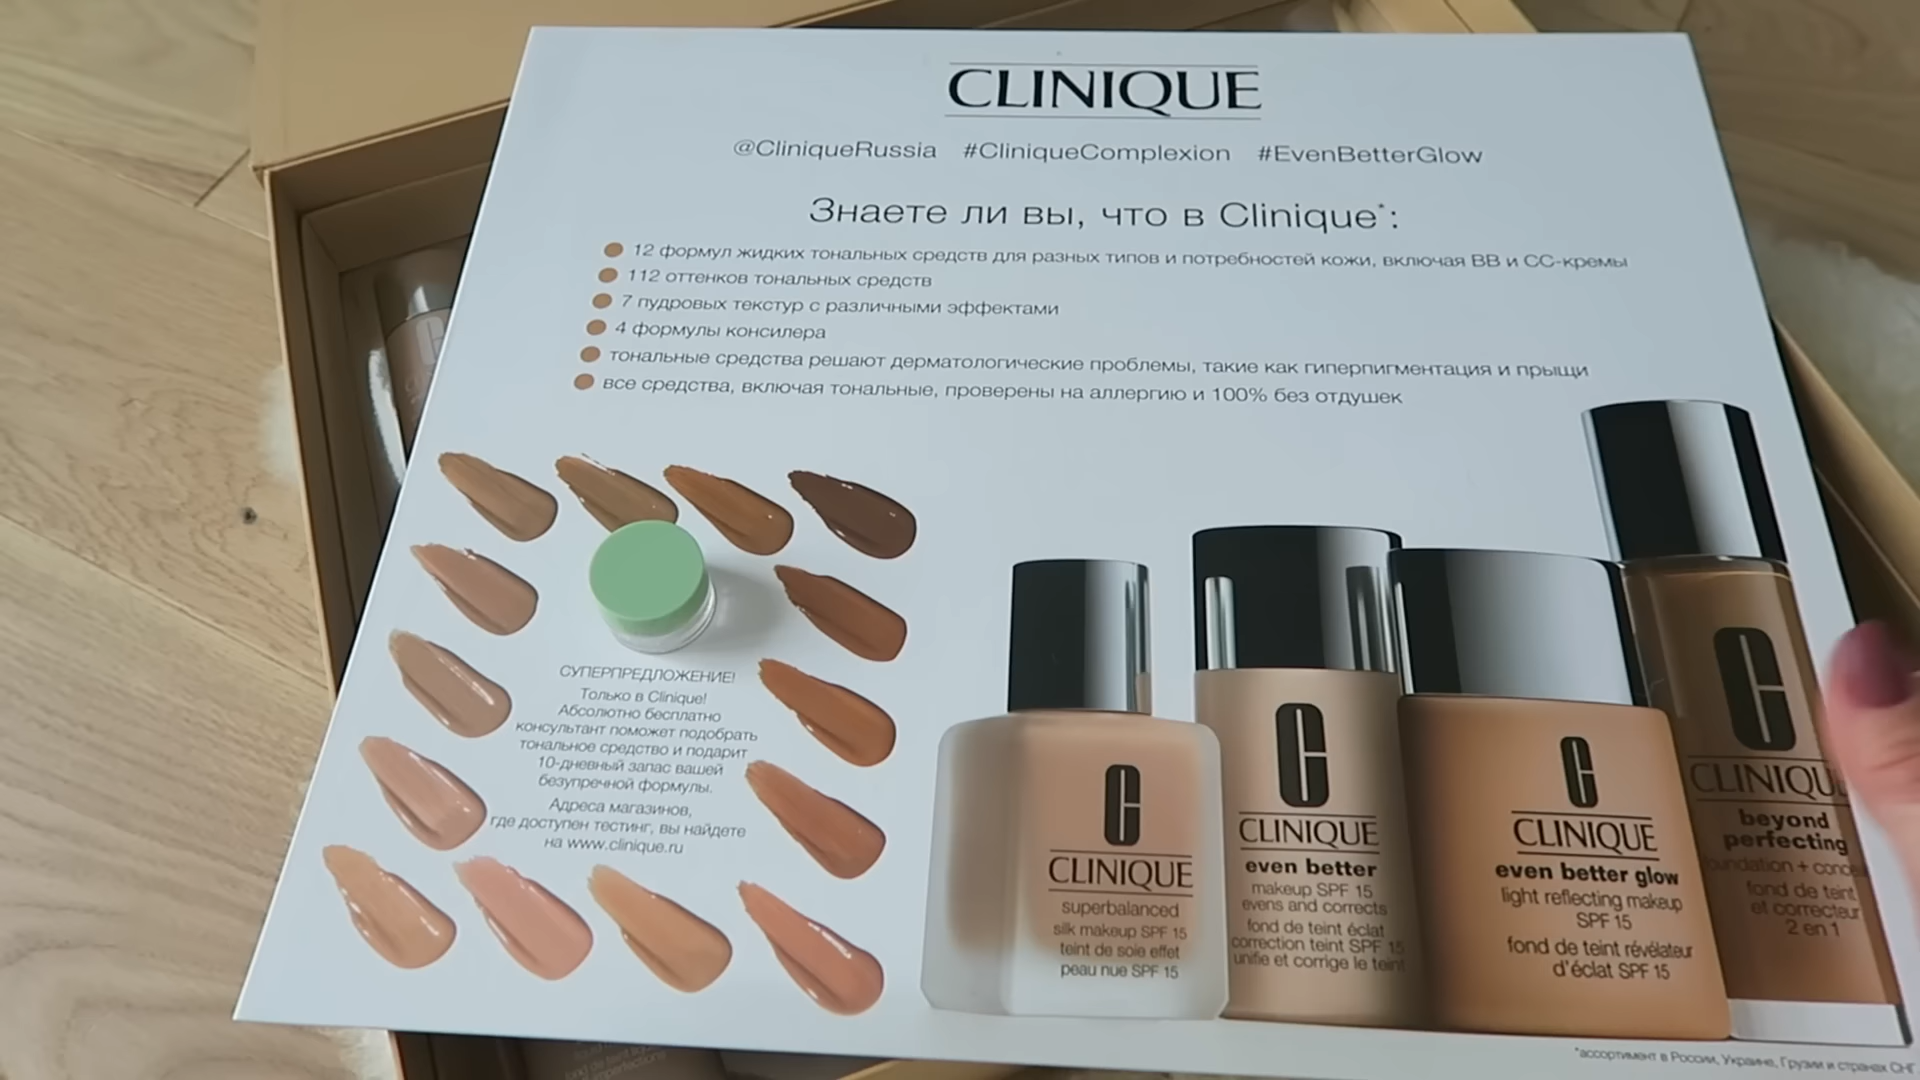 CLINIQUE
@CliniqueRussia #CliniqueComplexion #EvenBetterGlow
Знаете ли вы, что в Clinique*:
12 формул жидких тональных средств для разных типов и потребностей кожи, включая BB и CC-кремы
112 оттенков тональных средств
7 пудровых текстур с различными эффектами
4 формулы консилера
тональные средства решают дерматологические проблемы, такие как гиперпигментация и прыщи
все средства, включая тональные, проверены на аллергию и 100% без отдушек
СУПЕРПРЕДЛОЖЕНИЕ!
Только в Clinique!
Абсолютно бесплатно
консультант поможет подобрать
тональное средство и подарит
10-дневный запас вашей
безупречной формулы.
Адреса магазинов,
где доступен тестинг, вы найдете
на www.clinique.ru
CLINIQUE
superbalanced
silk makeup SPF 15
teint de soie effet
peau nue SPF 15
CLINIQUE
even better
makeup SPF 15
evens and corrects
fond de teint éclat
correction teint SPF 15
unifie et corrige le teint
CLINIQUE
even better glow
light reflecting makeup
SPF 15
fond de teint révélateur
d'éclat SPF 15
CLINIQU
beyond
perfecting
fond de teint
et correcteur
2 en 1
*ассортимент в России, Украине, Грузии и странах СНГ